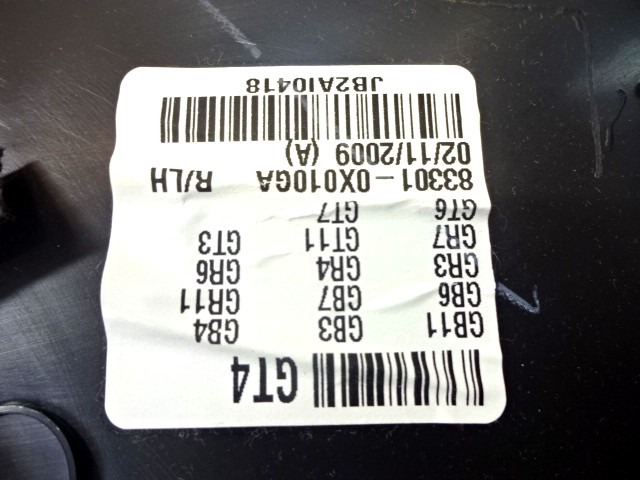 GT4
GB11 GB3 GB4
GB6 GB7 GR11
GR3 GR4 GR6
GR7 GT11 GT3
GT6 GT7
83301-0X010GA R/LH
02/11/2009 (A)
JB2AI0418